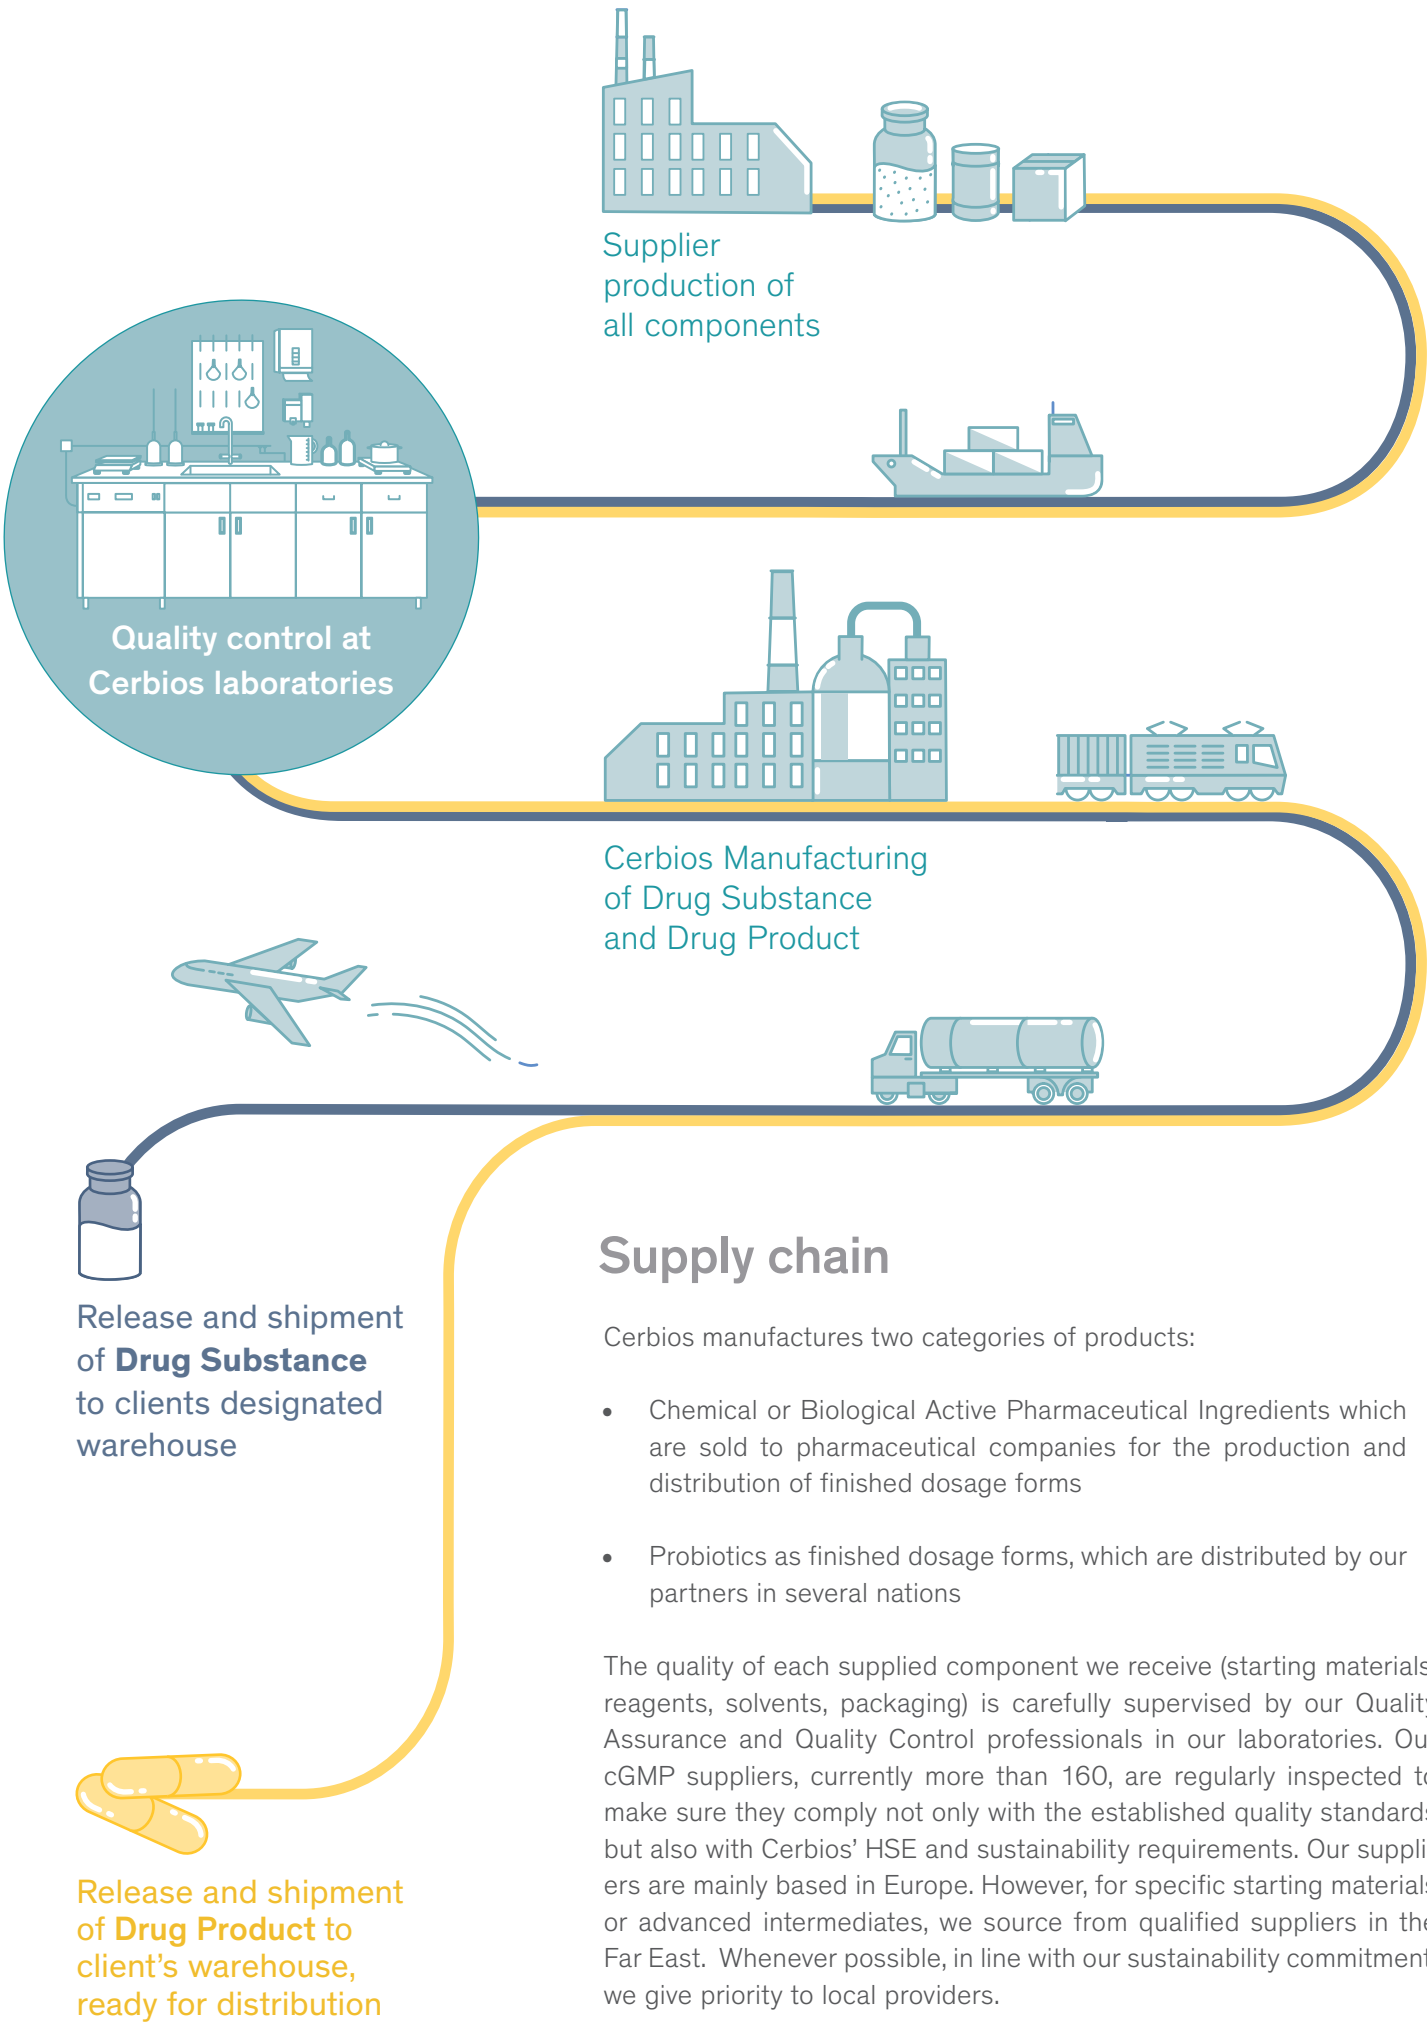 Supplier
production of
all components
Quality control at
Cerbios laboratories
Cerbios Manufacturing
of Drug Substance
and Drug Product
Release and shipment
of Drug Substance
to clients designated
warehouse
Release and shipment
of Drug Product to
client's warehouse,
ready for distribution
Supply chain
Cerbios manufactures two categories of products:
• Chemical or Biological Active Pharmaceutical Ingredients which
are sold to pharmaceutical companies for the production and
distribution of finished dosage forms
• Probiotics as finished dosage forms, which are distributed by our
partners in several nations
The quality of each supplied component we receive (starting materials
reagents, solvents, packaging) is carefully supervised by our Quality
Assurance and Quality Control professionals in our laboratories. Ou
cGMP suppliers, currently more than 160, are regularly inspected to
make sure they comply not only with the established quality standards
but also with Cerbios’ HSE and sustainability requirements. Our suppli
ers are mainly based in Europe. However, for specific starting materials
or advanced intermediates, we source from qualified suppliers in the
Far East. Whenever possible, in line with our sustainability commitment
we give priority to local providers.